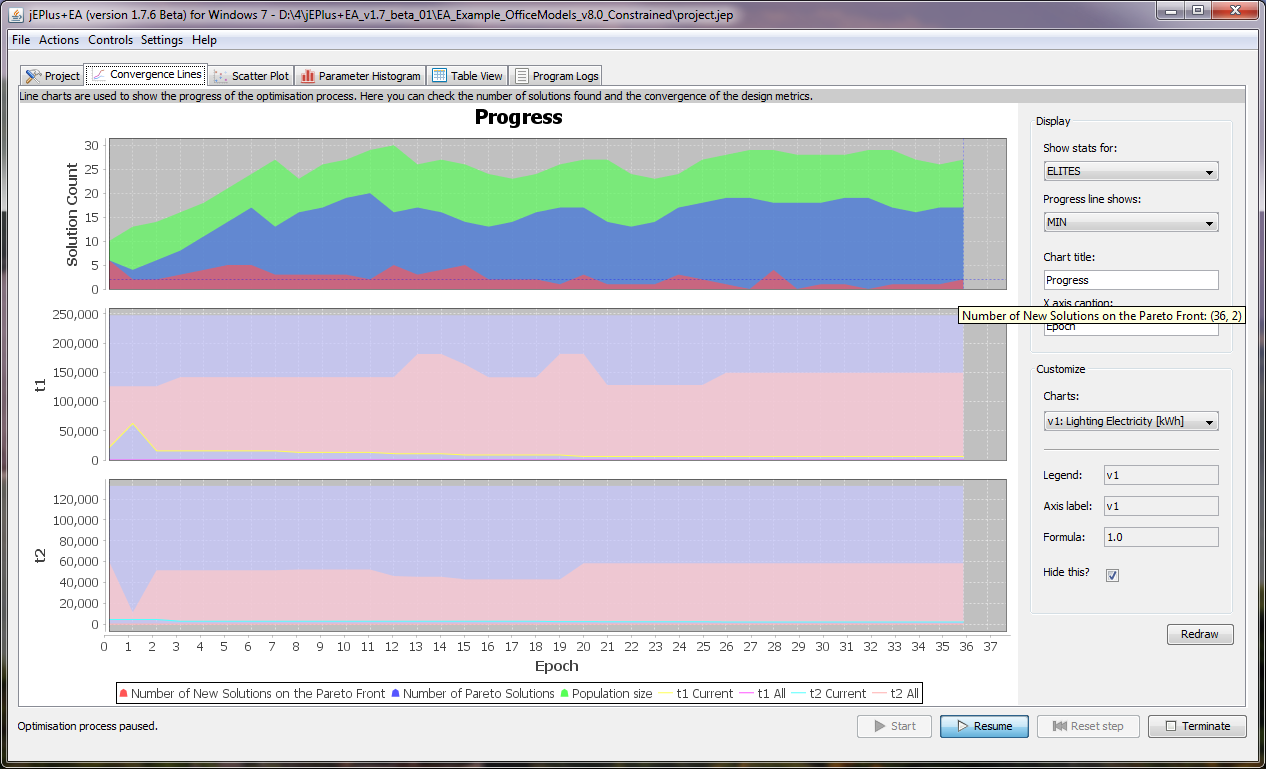 jEPlus+EA (version 1.7.6 Beta) for Windows 7 - D:\4\jEPlus+EA_v1.7_beta_01\EA_Example_OfficeModels_v8.0_Constrained\project.jep
File Actions Controls Settings Help
Project Convergence Lines Scatter Plot Parameter Histogram Table View Program Logs
Line charts are used to show the progress of the optimisation process. Here you can check the number of solutions found and the convergence of the design metrics.
Progress
Solution Count
30
25
20
15
10
5
0
t1
250,000
200,000
150,000
100,000
50,000
0
t2
120,000
100,000
80,000
60,000
40,000
20,000
0
0 1 2 3 4 5 6 7 8 9 10 11 12 13 14 15 16 17 18 19 20 21 22 23 24 25 26 27 28 29 30 31 32 33 34 35 36 37
Epoch
Number of New Solutions on the Pareto Front Number of Pareto Solutions Population size t1 Current t1 All t2 Current t2 All
Display
Show stats for:
ELITES
Progress line shows:
MIN
Chart title:
Progress
X axis caption:
Number of New Solutions on the Pareto Front: (36, 2)
Epoch
Customize
Charts:
v1: Lighting Electricity [kWh]
Legend: v1
Axis label: v1
Formula: 1.0
Hide this?
Redraw
Optimisation process paused.
Start Resume Reset step Terminate